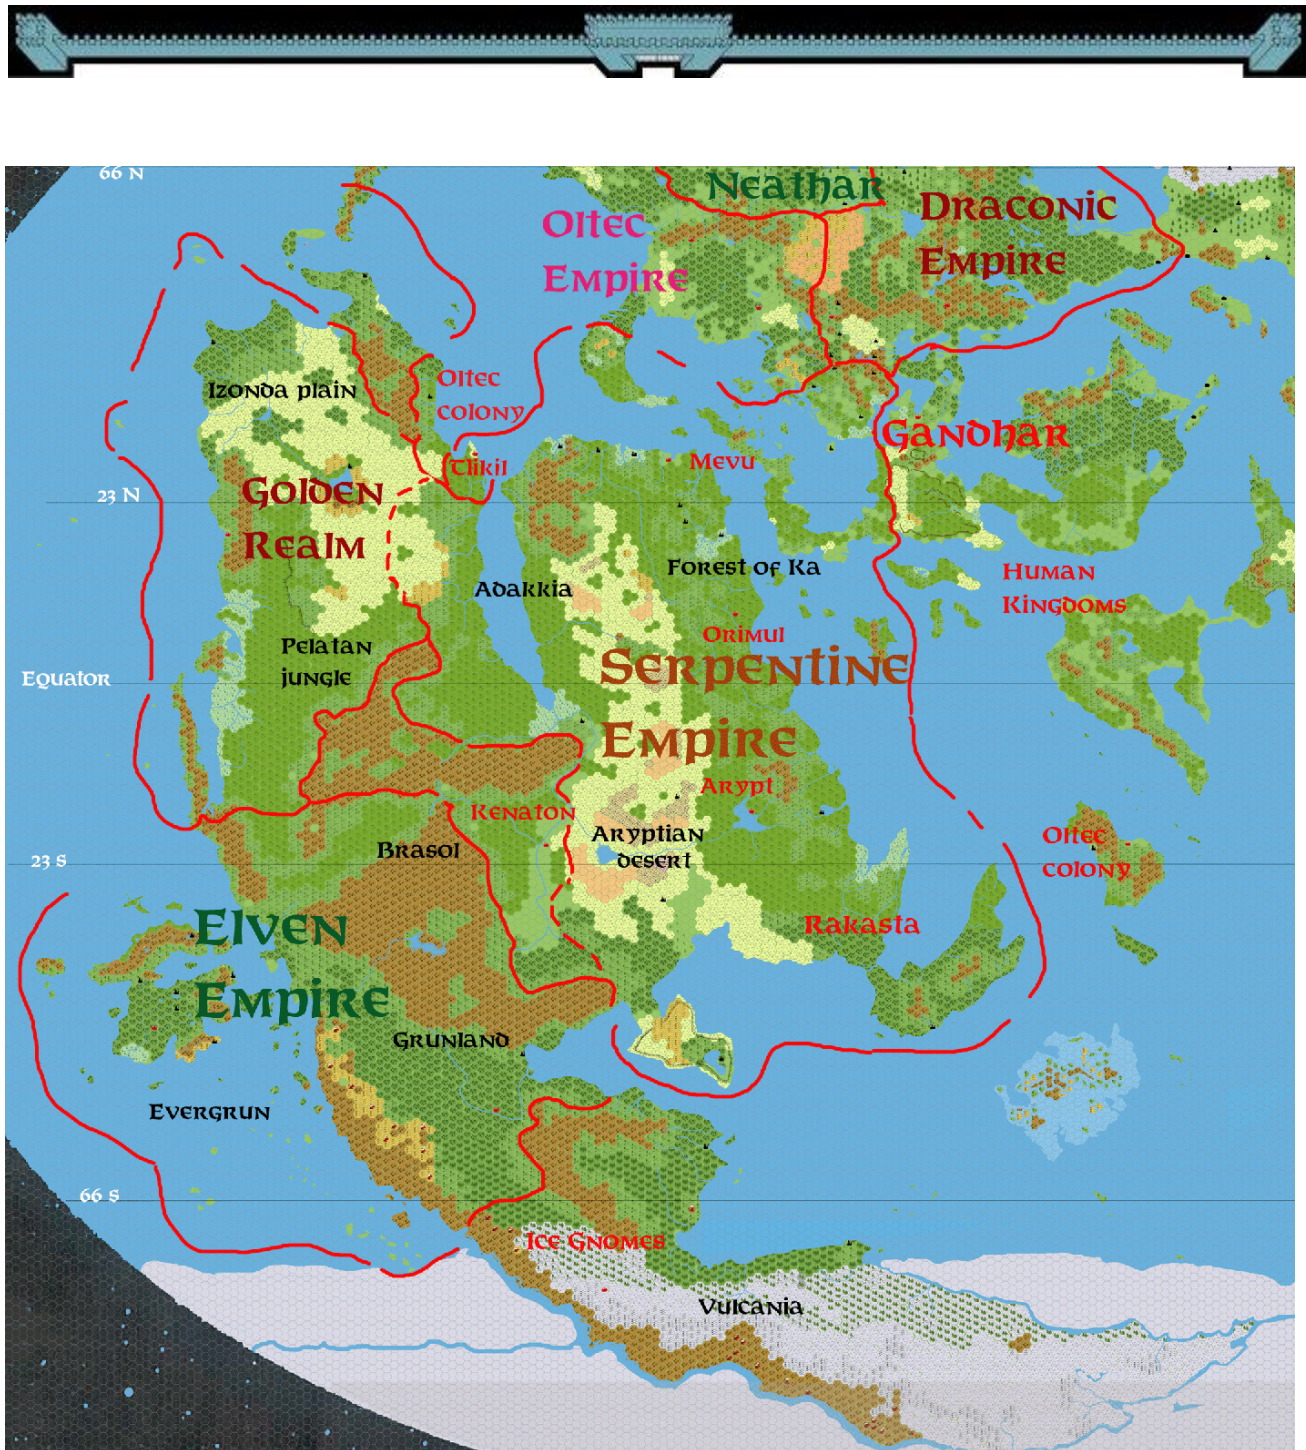 66 N
Neathar
Draconic
Empire
Oltec
Empire
Izonda plain
Oltec
colony
Gandhar
Tlikil
Mevu
Golden
Realm
23 N
Adakkia
Forest of Ka
Human
Kingdoms
Orimul
Pelatan
jungle
Equator
Serpentine
Empire
Arypt
Kenaton
Aryptian
desert
Brasol
23 S
Oltec
colony
Elven
Empire
Rakasta
Grunland
Evergrun
66 S
Ice Gnomes
Vulcania